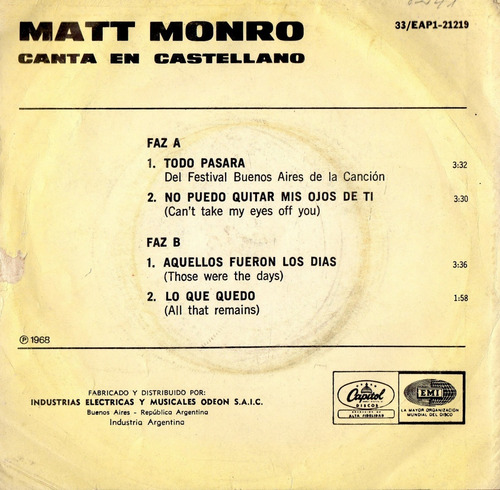 MATT MONRO
33/EAP1-21219
CANTA EN CASTELLANO
FAZ A
1. TODO PASARA 3:32
Del Festival Buenos Aires de la Canción
2. NO PUEDO QUITAR MIS OJOS DE TI 3:30
(Can't take my eyes off you)
FAZ B
1. AQUELLOS FUERON LOS DIAS 3:36
(Those were the days)
2. LO QUE QUEDO 1:58
(All that remains)
Ⓟ 1968
FABRICADO Y DISTRIBUIDO POR:
INDUSTRIAS ELECTRICAS Y MUSICALES ODEON S.A.I.C.
Buenos Aires - República Argentina
Industria Argentina
Capitol
DISCOS
ALTA FIDELIDAD
EMI
LA MAYOR ORGANIZACION
MUNDIAL DEL DISCO